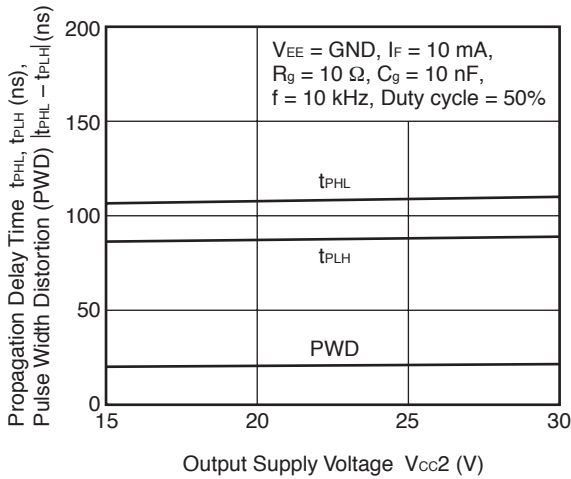 Propagation Delay Time tPHL, tPLH (ns),
Pulse Width Distortion (PWD) |tPHL – tPLH| (ns)
200
150
100
50
0
VEE = GND, IF = 10 mA,
Rg = 10 Ω, Cg = 10 nF,
f = 10 kHz, Duty cycle = 50%
tPHL
tPLH
PWD
15
20
25
30
Output Supply Voltage VCC2 (V)